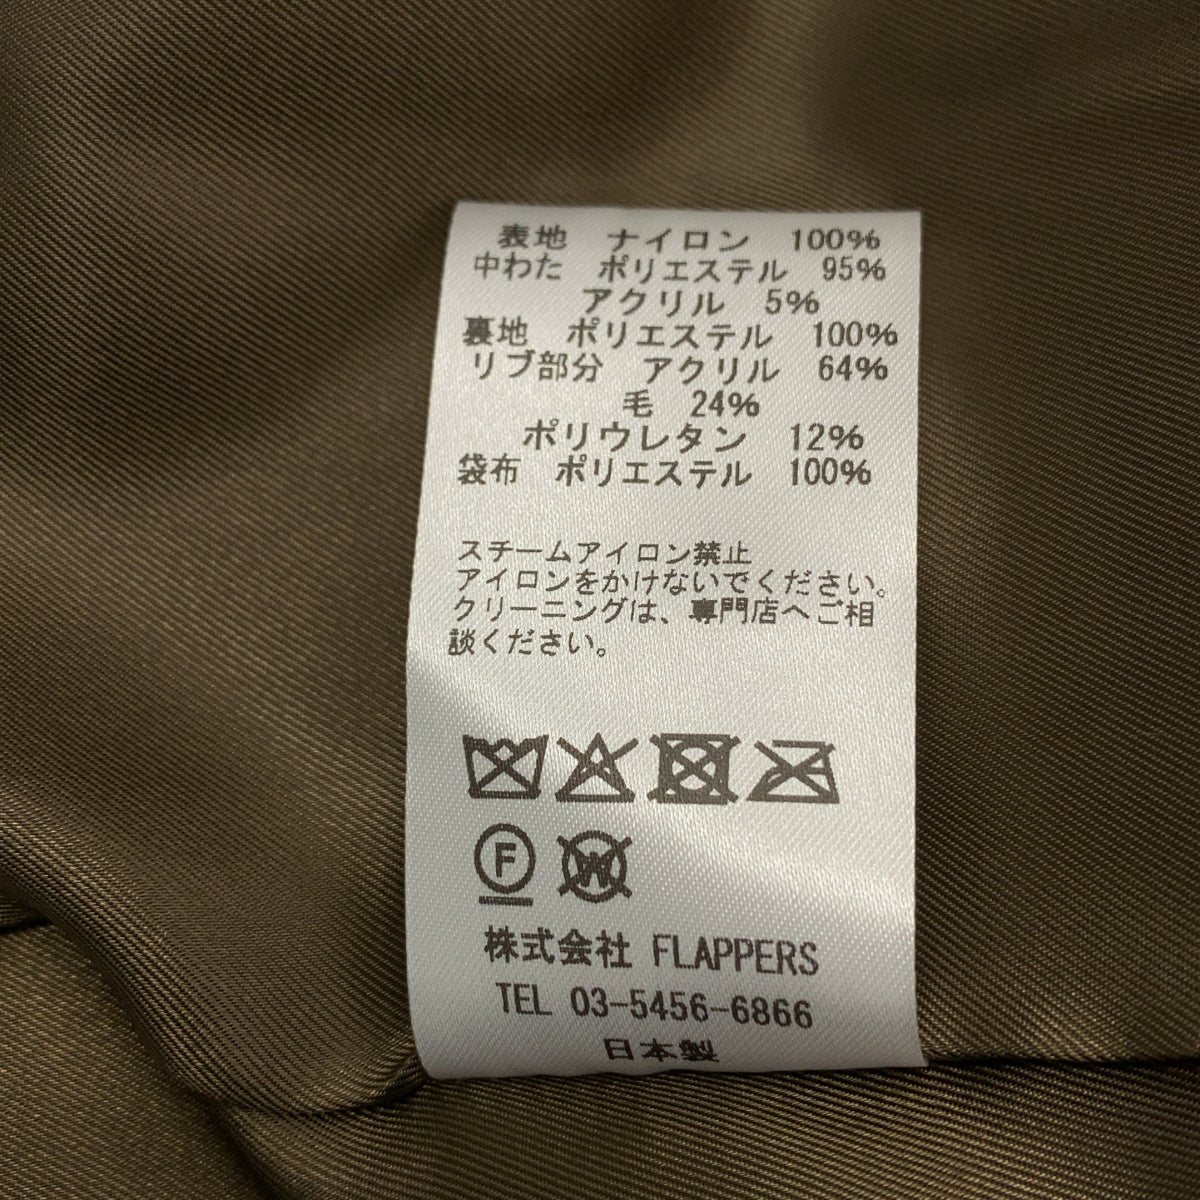 表地　ナイロン　100%
中わた　ポリエステル　95%
アクリル　5%
裏地　ポリエステル　100%
リブ部分　アクリル　64%
毛　24%
ポリウレタン　12%
袋布　ポリエステル　100%
スチームアイロン禁止
アイロンをかけないでください。
クリーニングは、専門店へご相
談ください。
F W
株式会社 FLAPPERS
TEL 03-5456-6866
日本製